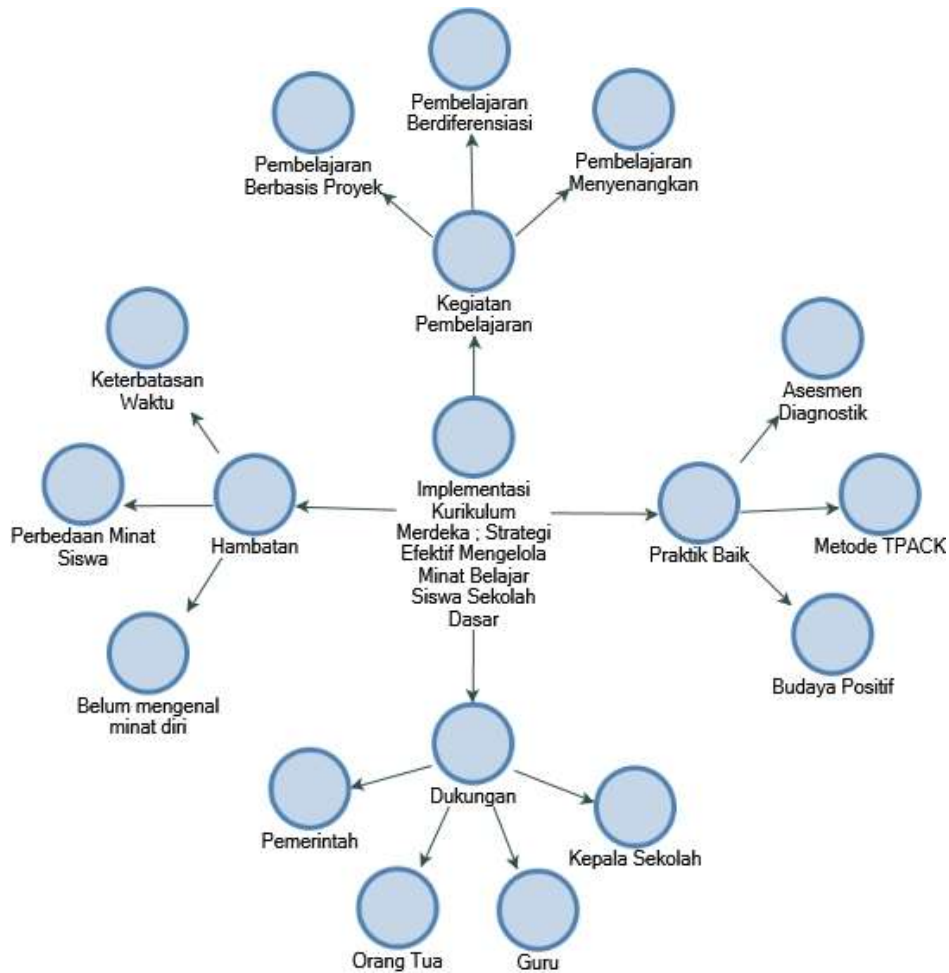 Pembelajaran
Berdiferensiasi
Pembelajaran
Berbasis Proyek
Pembelajaran
Menyenangkan
Kegiatan
Pembelajaran
Keterbatasan
Waktu
Asesmen
Diagnostik
Implementasi
Kurikulum
Merdeka ; Strategi
Efektif Mengelola
Minat Belajar
Siswa Sekolah
Dasar
Perbedaan Minat
Siswa
Hambatan
Praktik Baik
Metode TPACK
Belum mengenal
minat diri
Budaya Positif
Dukungan
Pemerintah
Kepala Sekolah
Orang Tua
Guru